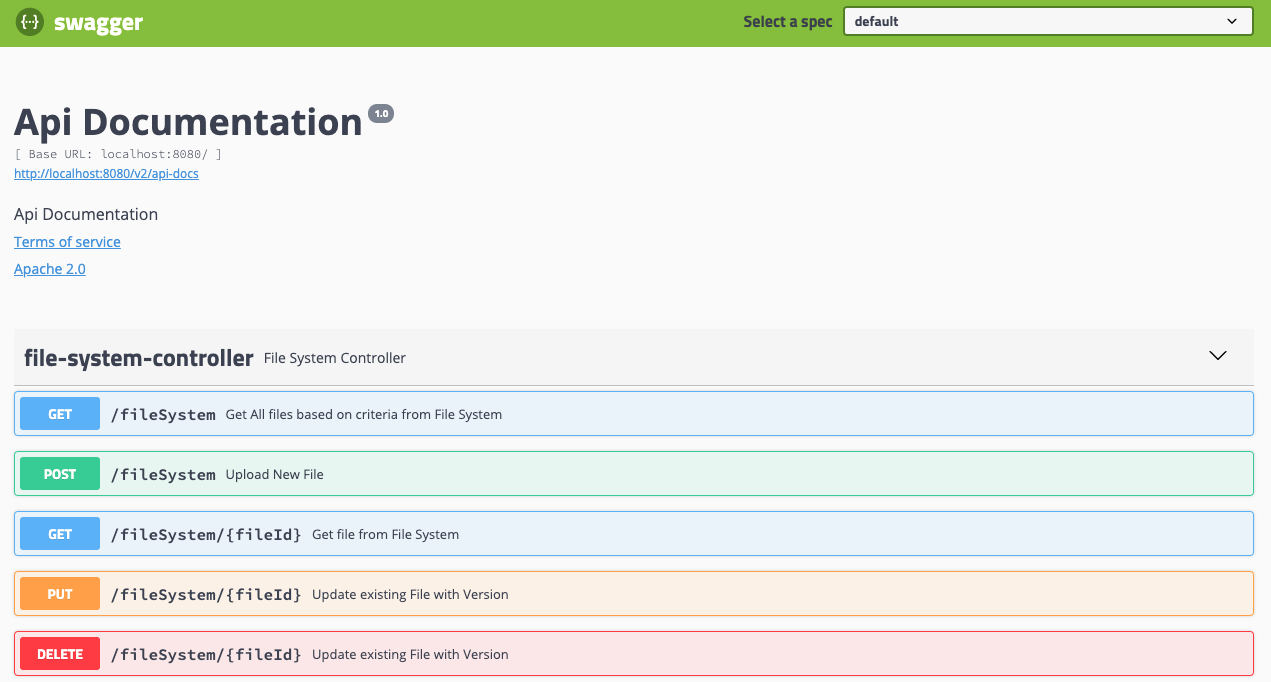 {···} swagger Select a spec default
Api Documentation 1.0
[ Base URL: localhost:8080/ ]
http://localhost:8080/v2/api-docs
Api Documentation
Terms of service
Apache 2.0
file-system-controller File System Controller
GET /fileSystem Get All files based on criteria from File System
POST /fileSystem Upload New File
GET /fileSystem/{fileId} Get file from File System
PUT /fileSystem/{fileId} Update existing File with Version
DELETE /fileSystem/{fileId} Update existing File with Version